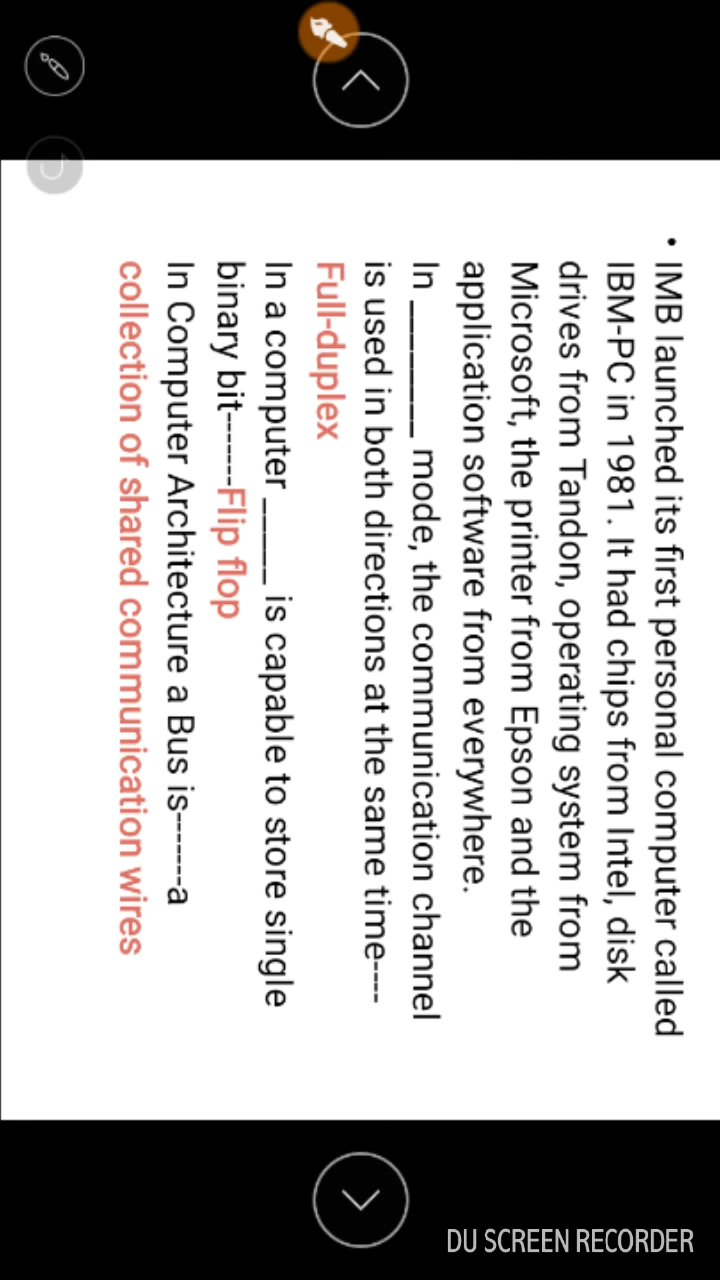 • IMB launched its first personal computer called
IBM-PC in 1981. It had chips from Intel, disk
drives from Tandon, operating system from
Microsoft, the printer from Epson and the
application software from everywhere.
In ________ mode, the communication channel
is used in both directions at the same time----
Full-duplex
In a computer _____ is capable to store single
binary bit-------Flip flop
In Computer Architecture a Bus is-------a
collection of shared communication wires
DU SCREEN RECORDER